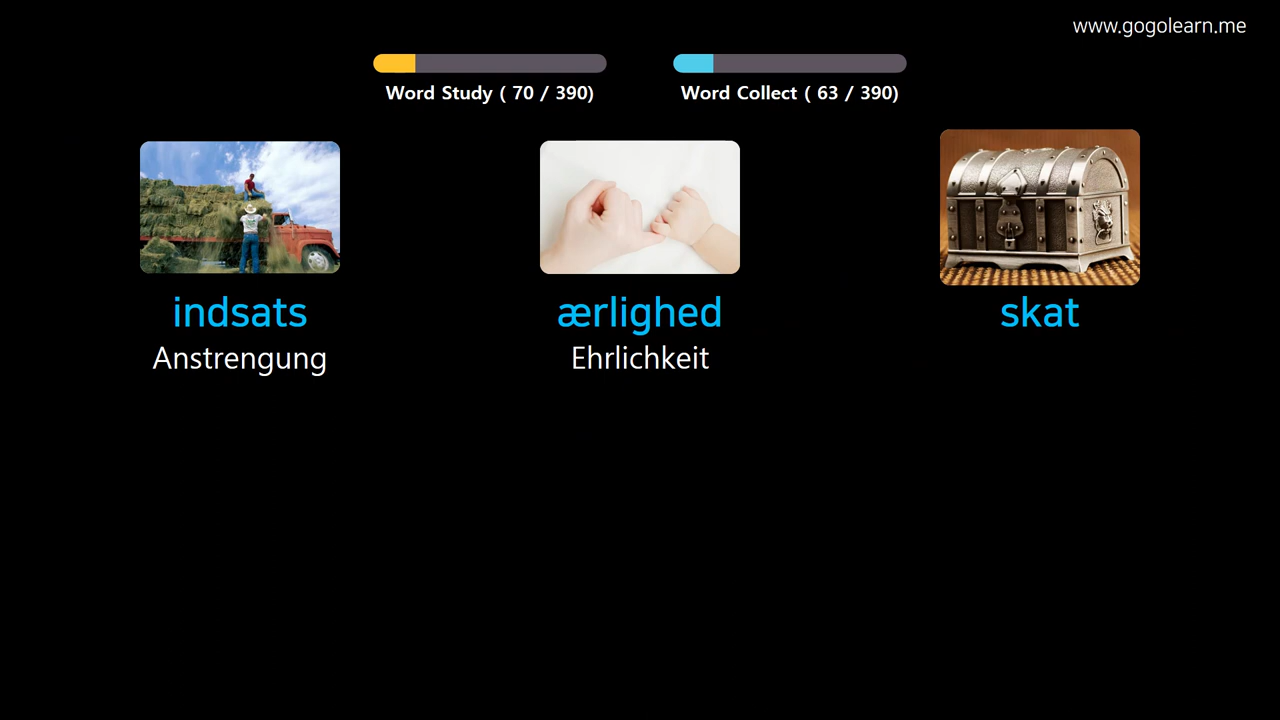 www.gogolearn.me
Word Study ( 70 / 390)
Word Collect ( 63 / 390)
indsats
Anstrengung
ærlighed
Ehrlichkeit
skat